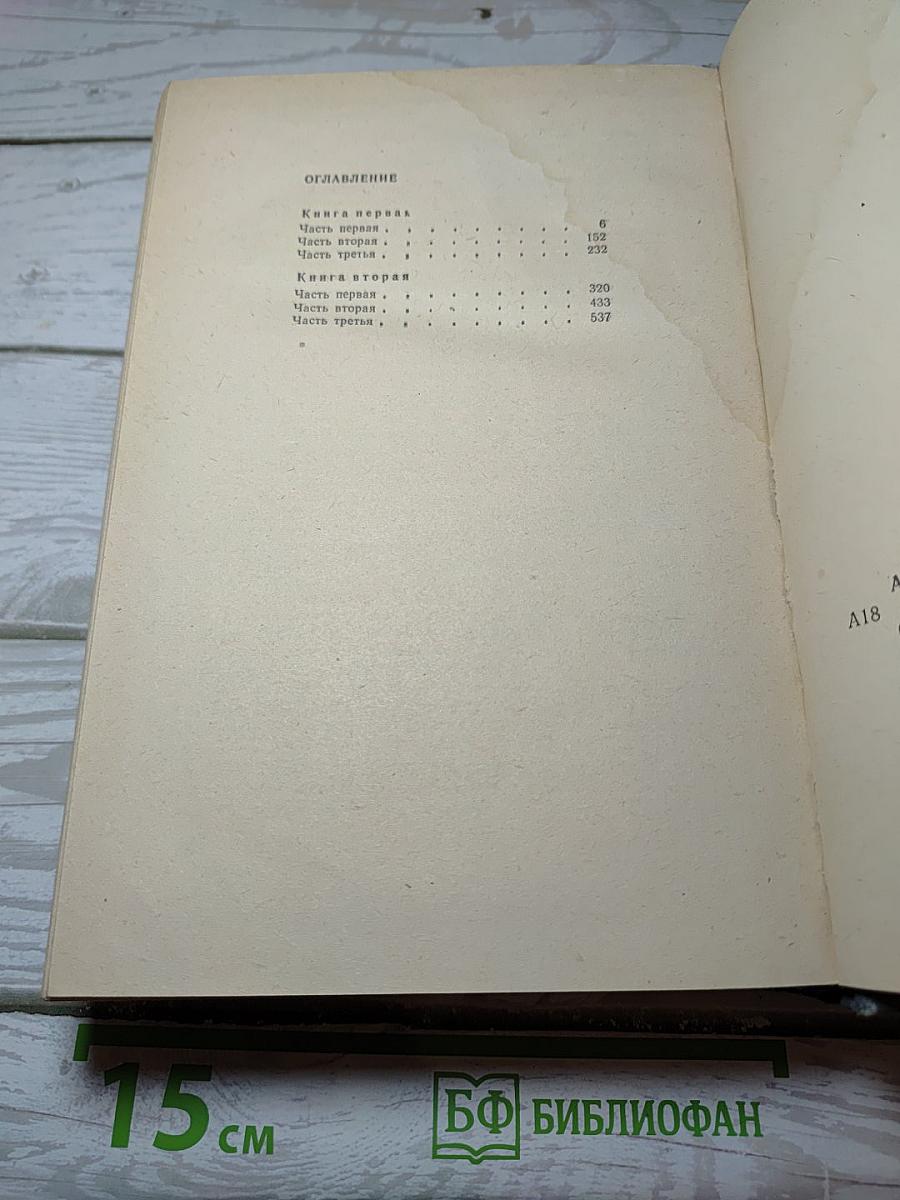 ОГЛАВЛЕНИЕ
Книга первая
Часть первая . . . . . . . . . 6
Часть вторая . . . . . . . . . 152
Часть третья . . . . . . . . . 232
Книга вторая
Часть первая . . . . . . . . . 320
Часть вторая . . . . . . . . . 433
Часть третья . . . . . . . . . 537
А18
15 см
БФ БИБЛИОФАН